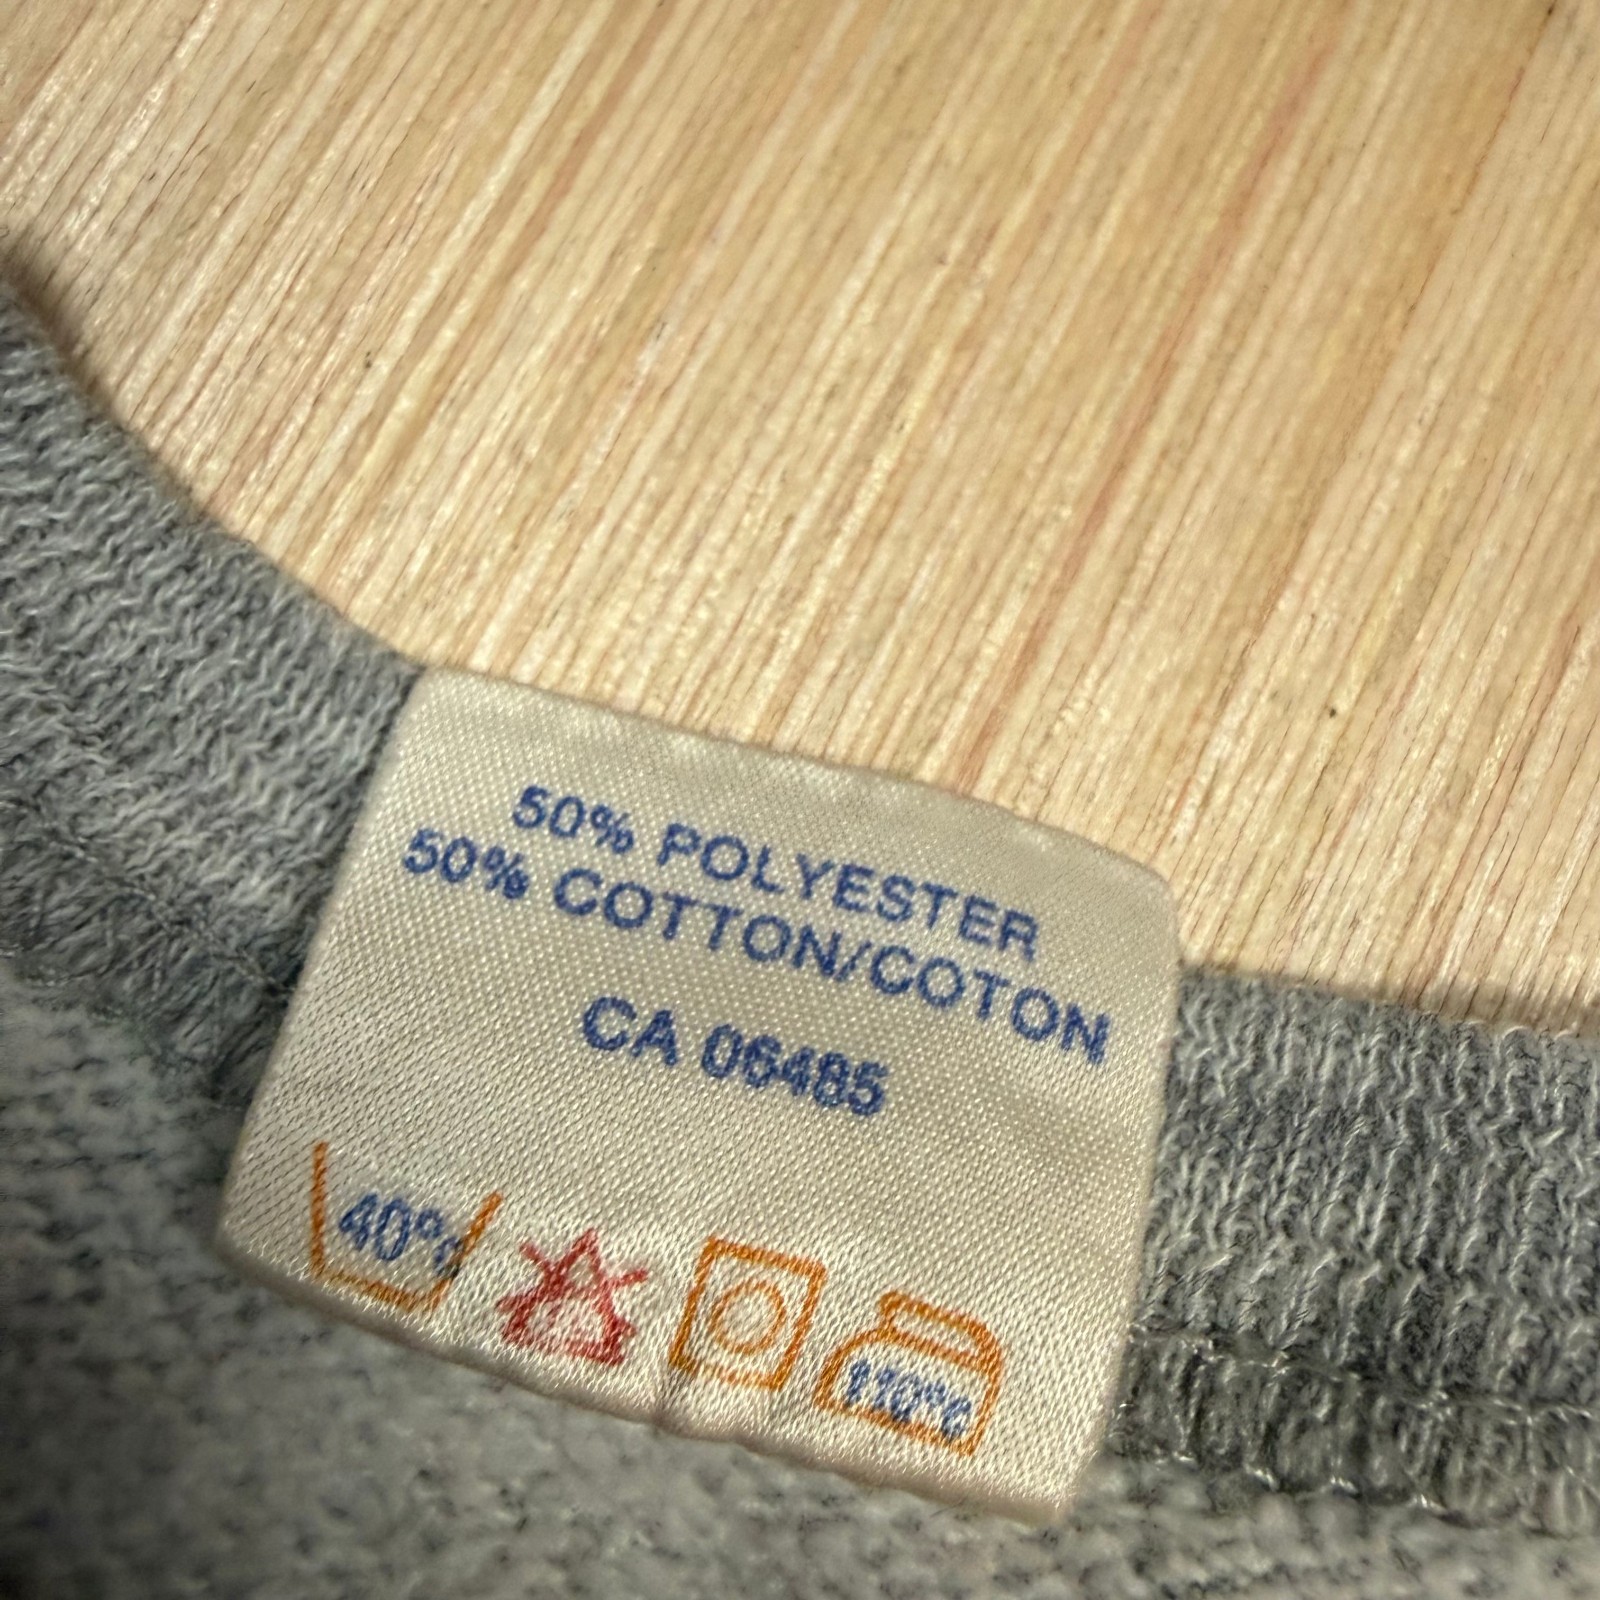 50% POLYESTER
50% COTTON/COTON
CA 06485
40°c
110°c